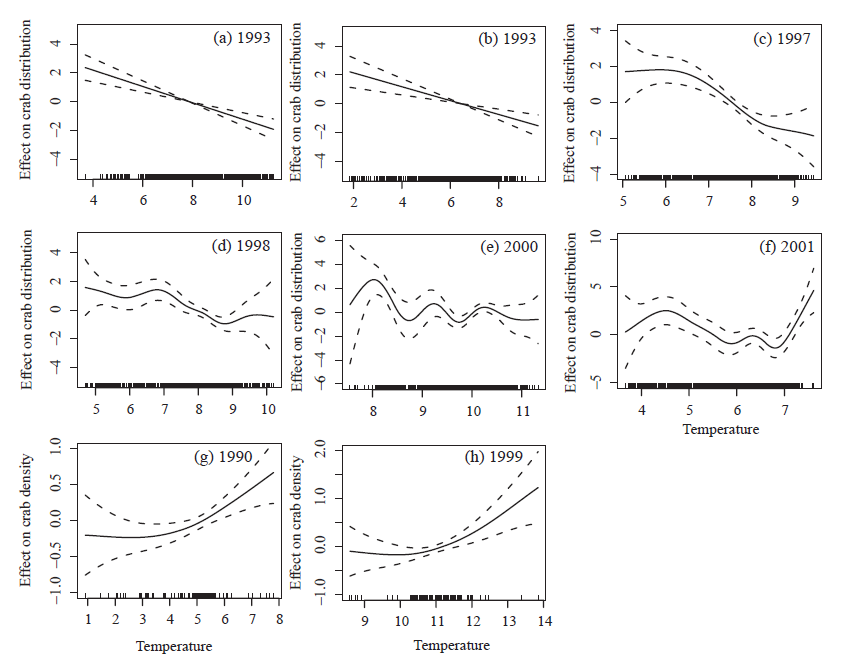 (a) 1993
Effect on crab distribution
4
2
0
−2
−4
4 6 8 10
(b) 1993
Effect on crab distribution
4
2
0
−2
−4
2 4 6 8
(c) 1997
Effect on crab distribution
4
2
0
−2
−4
5 6 7 8 9
(d) 1998
Effect on crab distribution
4
2
0
−2
−4
5 6 7 8 9 10
(e) 2000
Effect on crab distribution
6
4
2
0
−2
−4
−6
8 9 10 11
(f) 2001
Effect on crab distribution
10
5
0
−5
4 5 6 7
Temperature
(g) 1990
Effect on crab density
1.0
0.5
0.0
−0.5
−1.0
1 2 3 4 5 6 7 8
Temperature
(h) 1999
Effect on crab density
2.0
1.0
0.0
−1.0
9 10 11 12 13 14
Temperature